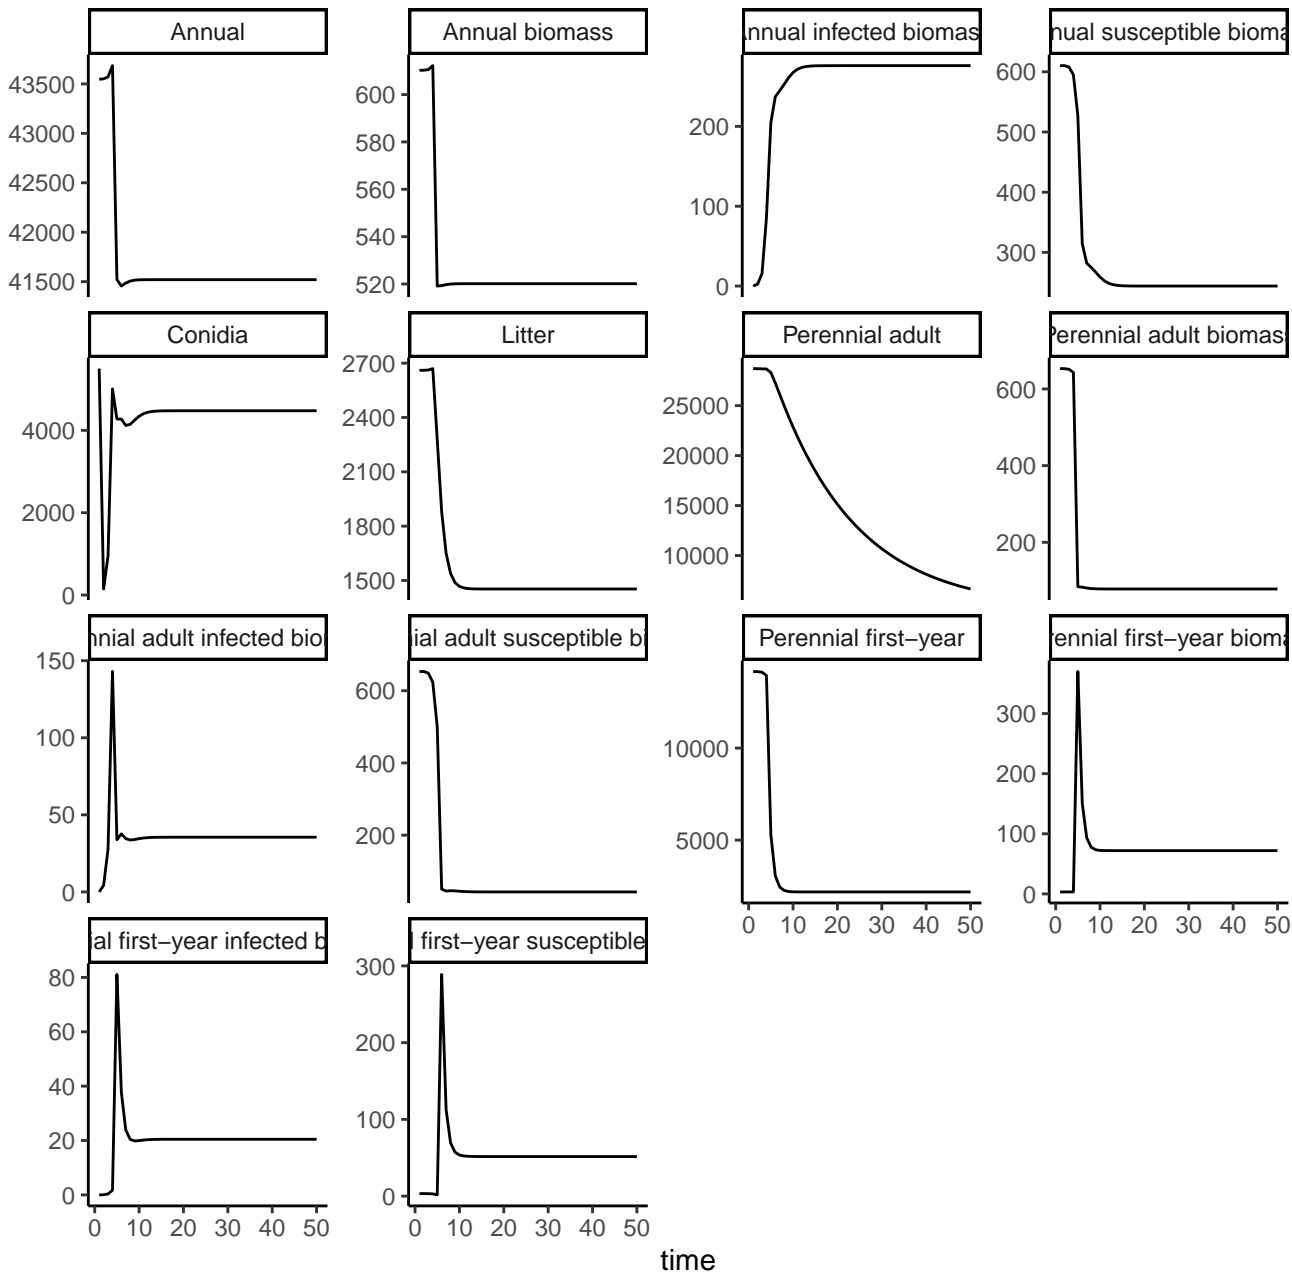 Annual
Annual biomass
Annual infected biomas
nual susceptible bioma
43500
43000
42500
42000
41500
600
580
560
540
520
200
100
0
600
500
400
300
Conidia
Litter
Perennial adult
Perennial adult biomass
4000
2000
0
2700
2400
2100
1800
1500
25000
20000
15000
10000
600
400
200
nnial adult infected bio
ial adult susceptible bi
Perennial first−year
rennial first−year bioma
150
100
50
0
600
400
200
10000
5000
300
200
100
0
0 10 20 30 40 50
0 10 20 30 40 50
ial first−year infected b
l first−year susceptible
80
60
40
20
0
300
200
100
0
0 10 20 30 40 50
0 10 20 30 40 50
time